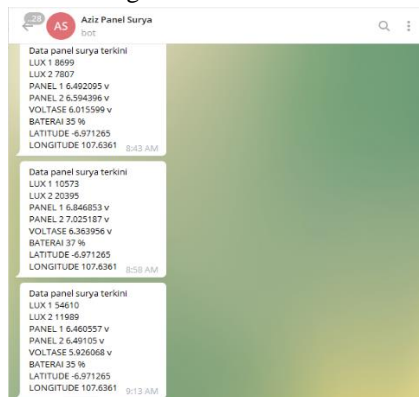 28
AS
Aziz Panel Surya
bot
Data panel surya terkini
LUX 1 8699
LUX 2 7807
PANEL 1 6.492095 v
PANEL 2 6.594396 v
VOLTASE 6.015599 v
BATERAI 35 %
LATITUDE -6.971265
LONGITUDE 107.6361
8:43 AM
Data panel surya terkini
LUX 1 10573
LUX 2 20395
PANEL 1 6.846853 v
PANEL 2 7.025187 v
VOLTASE 6.363956 v
BATERAI 37 %
LATITUDE -6.971265
LONGITUDE 107.6361
8:58 AM
Data panel surya terkini
LUX 1 54610
LUX 2 11989
PANEL 1 6.460557 v
PANEL 2 6.49105 v
VOLTASE 5.926068 v
BATERAI 35 %
LATITUDE -6.971265
LONGITUDE 107.6361
9:13 AM